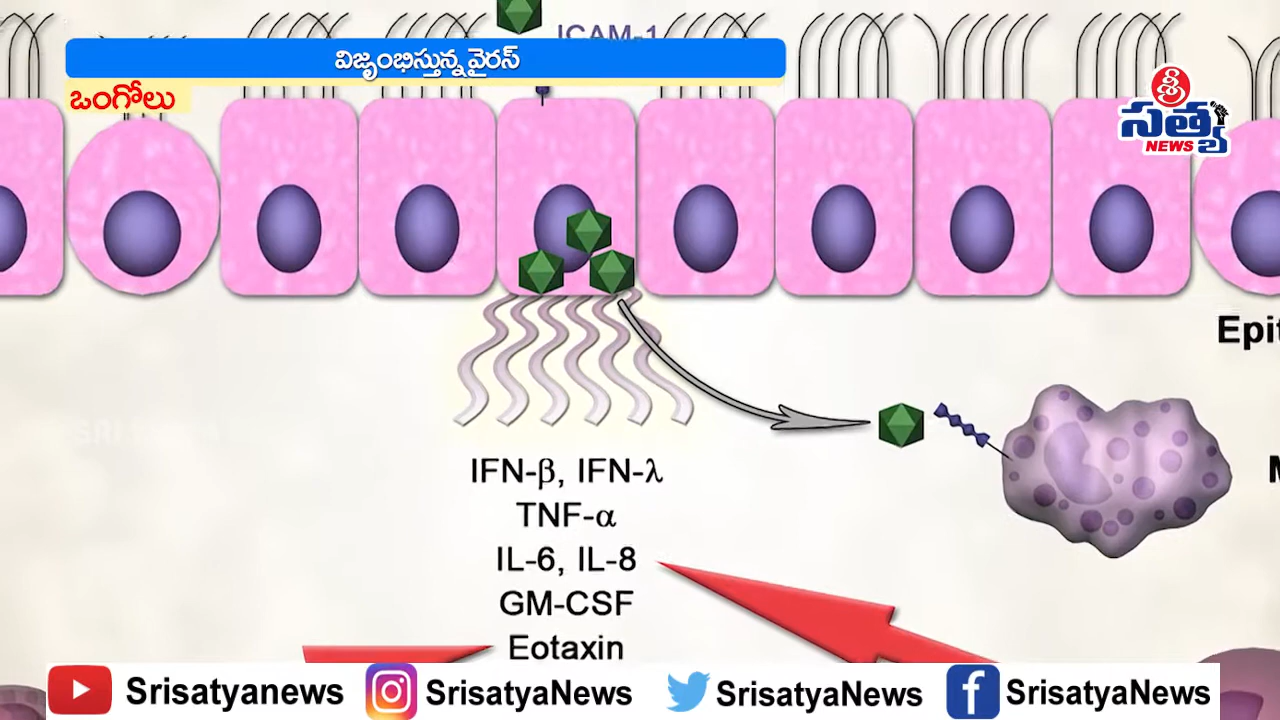 ICAM-1
విజృంభిస్తున్న వైరస్
ఒంగోలు
శ్రీ
సత్య
NEWS
Epit
IFN-β, IFN-λ
TNF-α
IL-6, IL-8
GM-CSF
Eotaxin
Srisatyanews SrisatyaNews SrisatyaNews SrisatyaNews